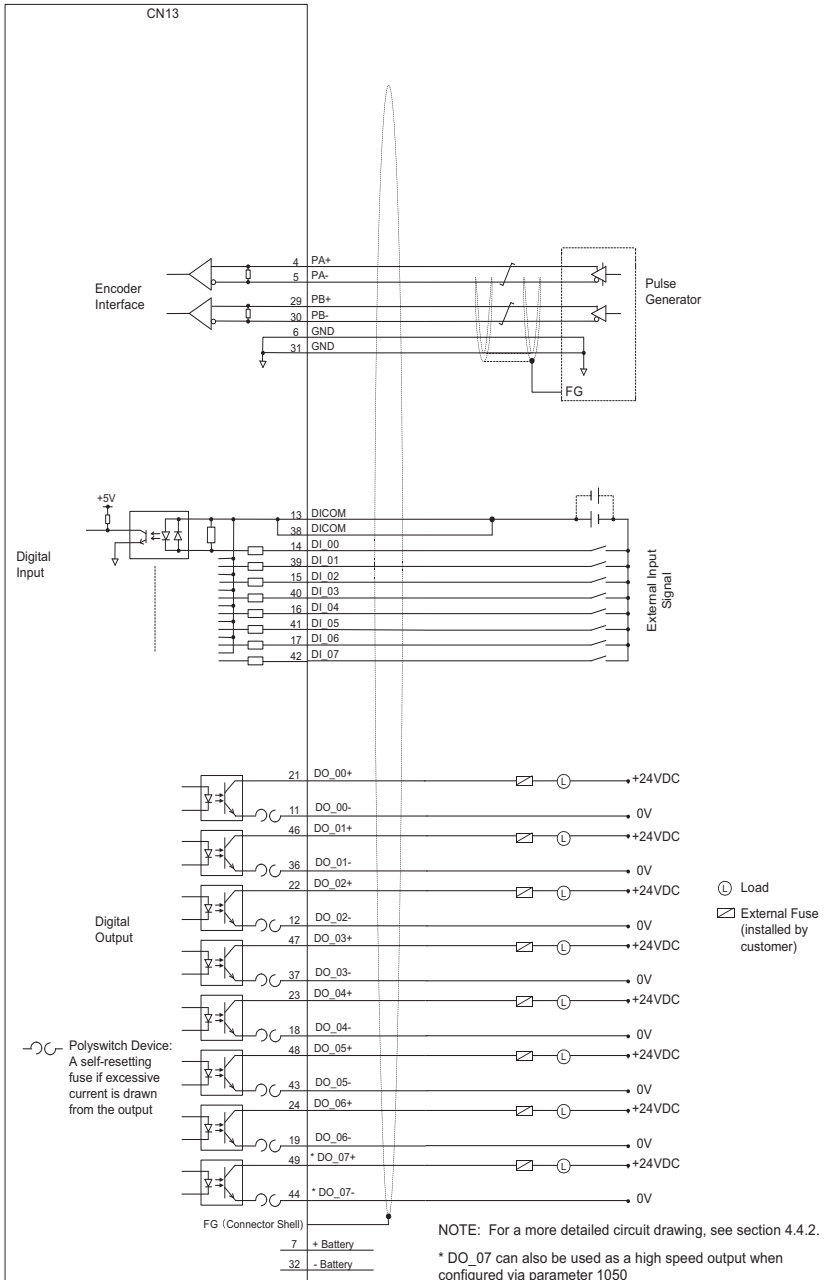 CN13
4 PA+
5 PA-
29 PB+
30 PB-
6 GND
31 GND
Encoder
Interface
Pulse
Generator
FG
+5V
13 DICOM
38 DICOM
14 DI_00
39 DI_01
15 DI_02
40 DI_03
16 DI_04
41 DI_05
17 DI_06
42 DI_07
Digital
Input
External Input
Signal
21 DO_00+ L +24VDC
11 DO_00- 0V
46 DO_01+ L +24VDC
36 DO_01- 0V
22 DO_02+ L +24VDC
12 DO_02- 0V
47 DO_03+ L +24VDC
37 DO_03- 0V
23 DO_04+ L +24VDC
18 DO_04- 0V
48 DO_05+ L +24VDC
43 DO_05- 0V
24 DO_06+ L +24VDC
19 DO_06- 0V
49 * DO_07+ L +24VDC
44 * DO_07- 0V
Digital
Output
L Load
External Fuse
(installed by
customer)
Polyswitch Device:
A self-resetting
fuse if excessive
current is drawn
from the output
FG (Connector Shell)
7 + Battery
32 - Battery
NOTE: For a more detailed circuit drawing, see section 4.4.2.
* DO_07 can also be used as a high speed output when
configured via parameter 1050